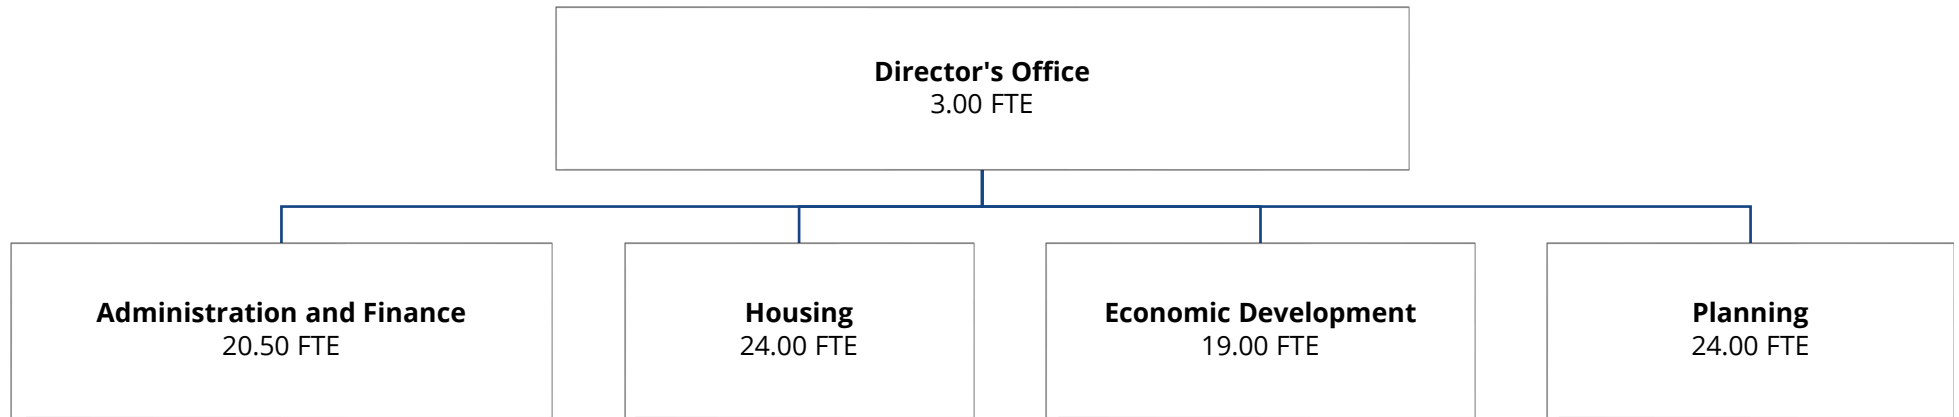 Director's Office
3.00 FTE
Administration and Finance
20.50 FTE
Housing
24.00 FTE
Economic Development
19.00 FTE
Planning
24.00 FTE